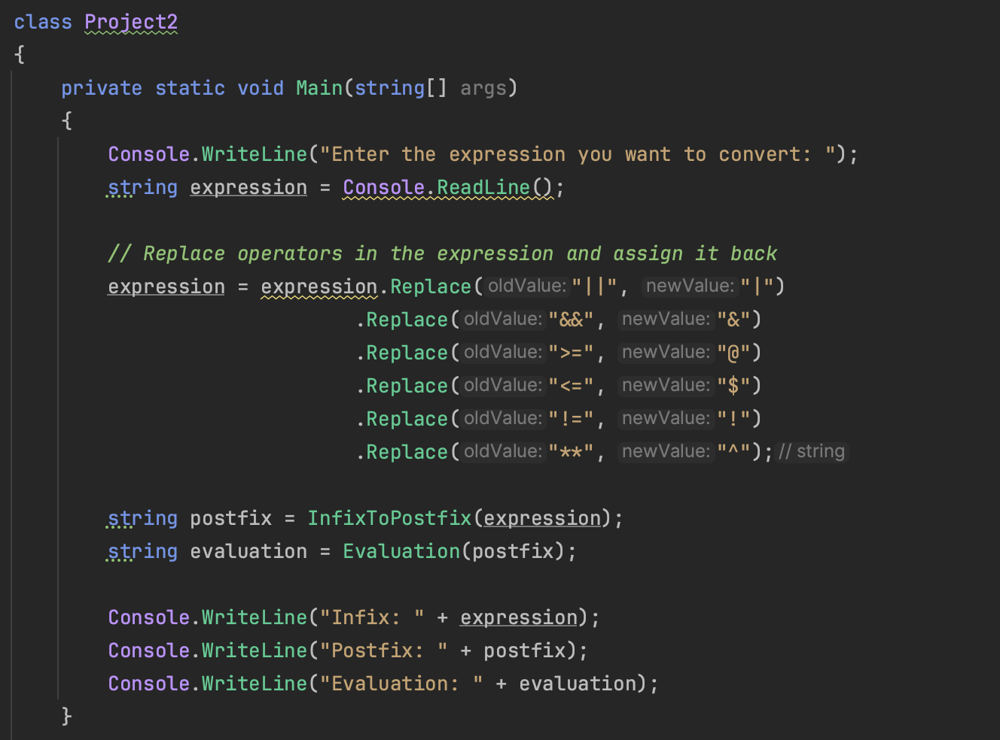 class Project2
{
    private static void Main(string[] args)
    {
        Console.WriteLine("Enter the expression you want to convert: ");
        string expression = Console.ReadLine();

        // Replace operators in the expression and assign it back
        expression = expression.Replace(oldValue: "||", newValue: "|")
                             .Replace(oldValue: "&&", newValue: "&")
                             .Replace(oldValue: ">=", newValue: "@")
                             .Replace(oldValue: "<=", newValue: "$")
                             .Replace(oldValue: "!=", newValue: "!")
                             .Replace(oldValue: "**", newValue: "^"); // string

        string postfix = InfixToPostfix(expression);
        string evaluation = Evaluation(postfix);

        Console.WriteLine("Infix: " + expression);
        Console.WriteLine("Postfix: " + postfix);
        Console.WriteLine("Evaluation: " + evaluation);
    }